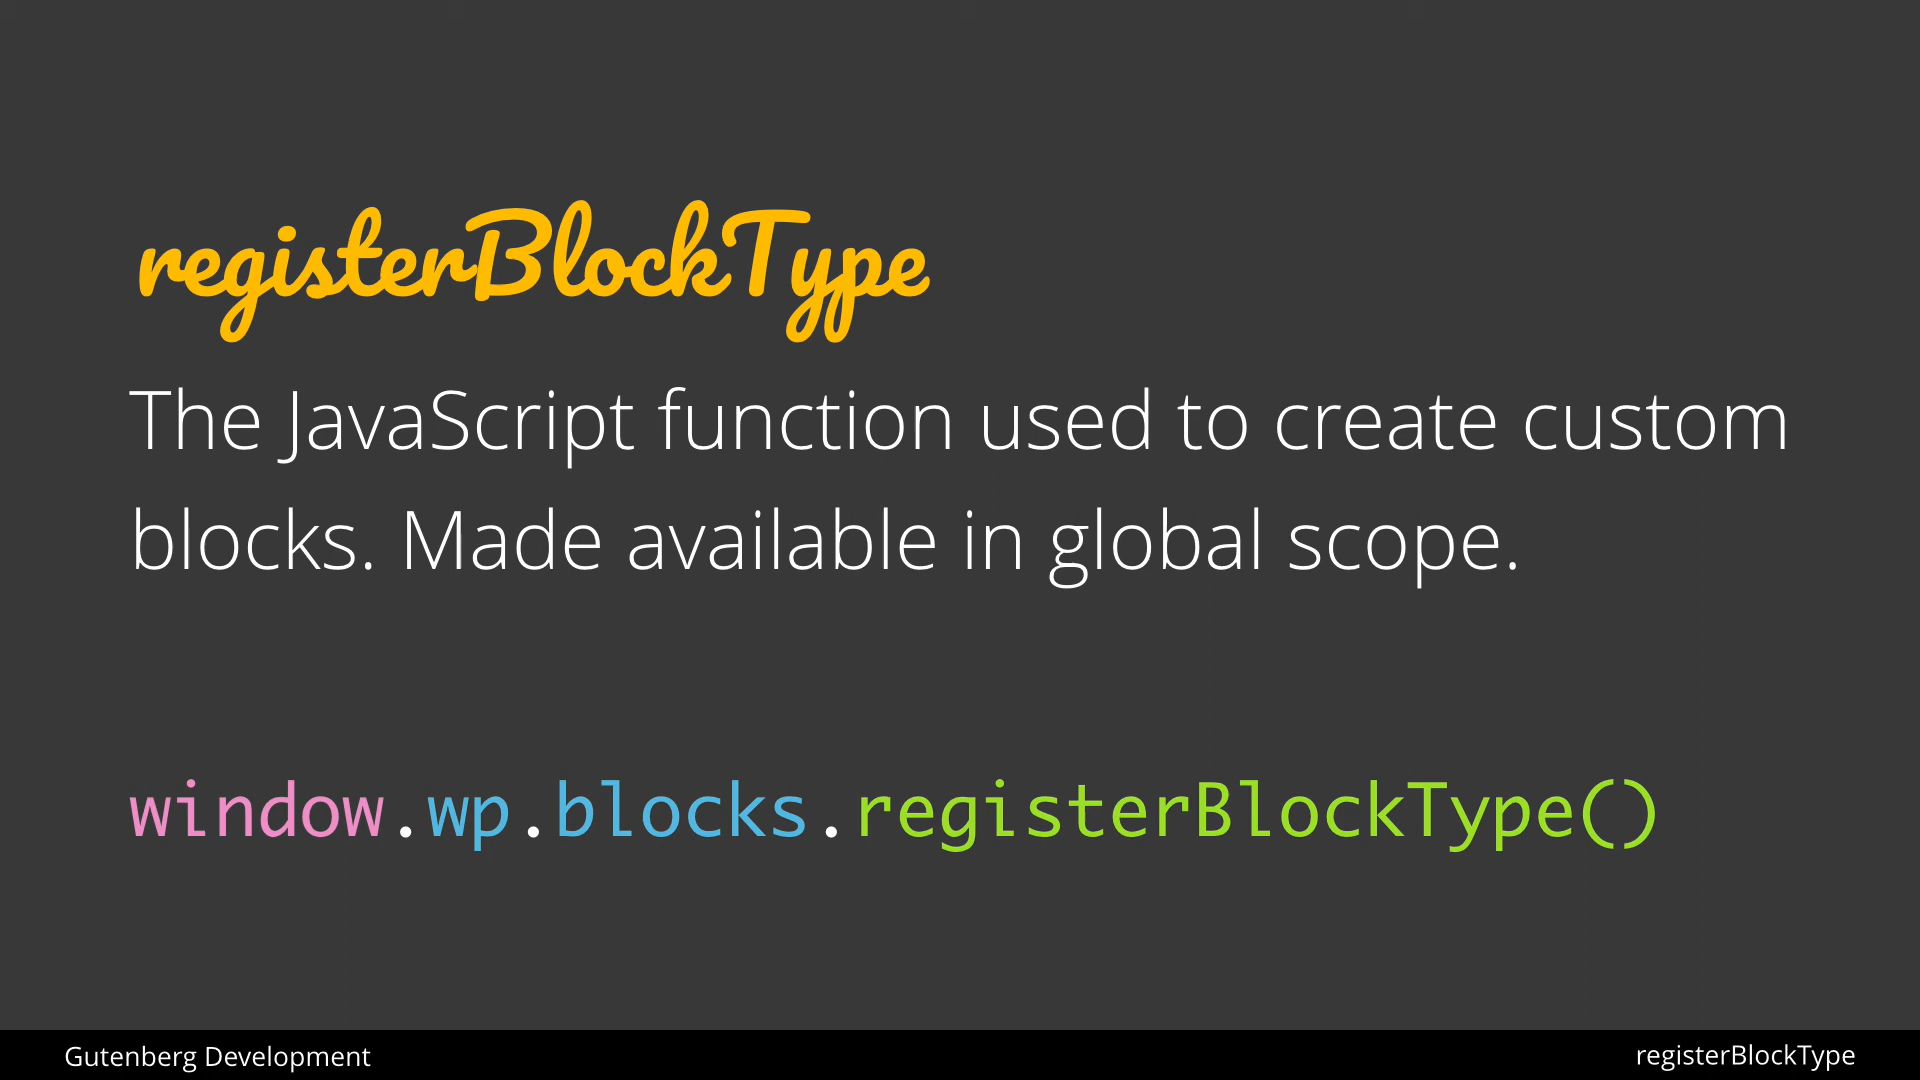 registerBlockType
The JavaScript function used to create custom
blocks. Made available in global scope.
window.wp.blocks.registerBlockType()
Gutenberg Development
registerBlockType